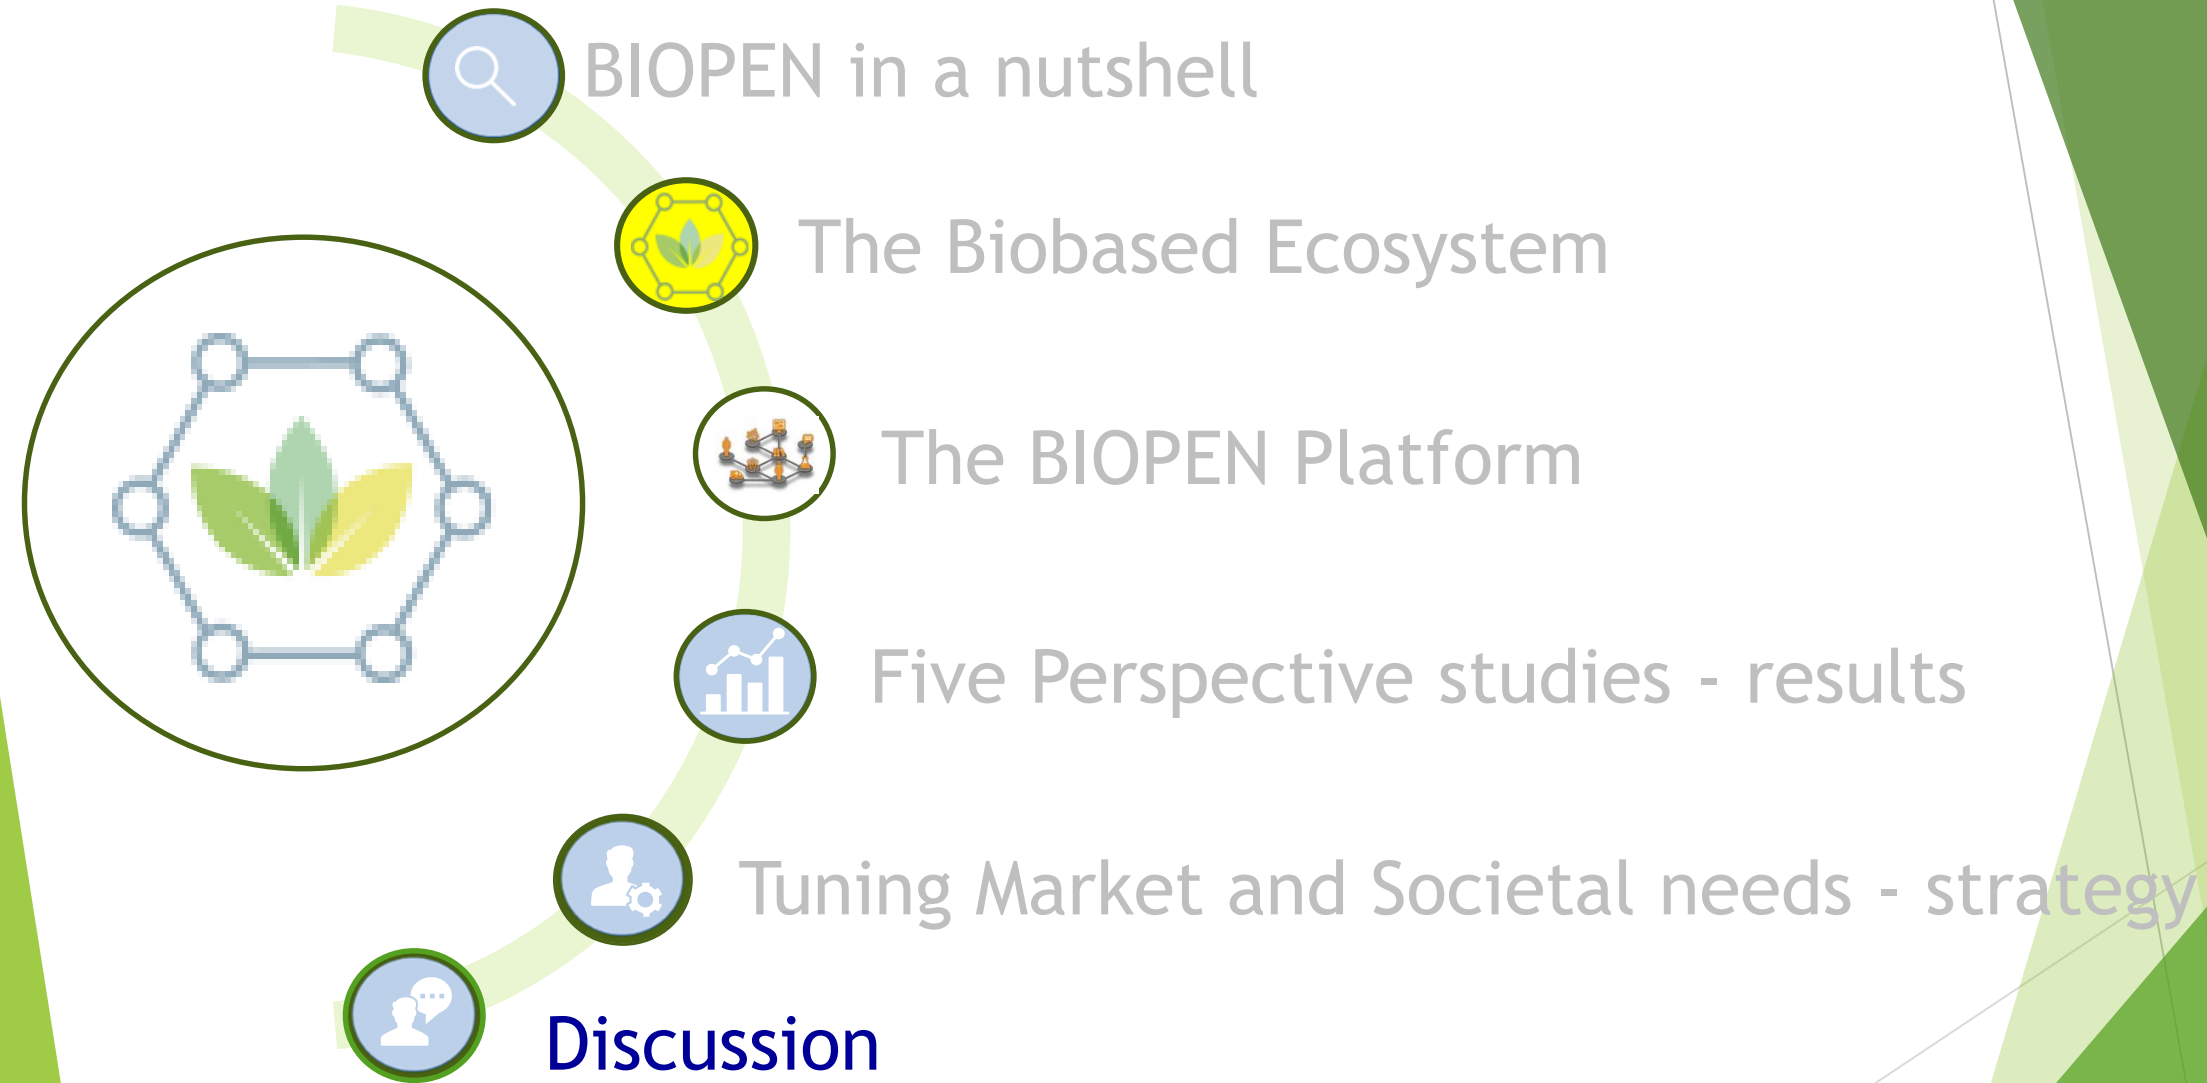 BIOPEN in a nutshell
The Biobased Ecosystem
The BIOPEN Platform
Five Perspective studies - results
Tuning Market and Societal needs - strategy
Discussion